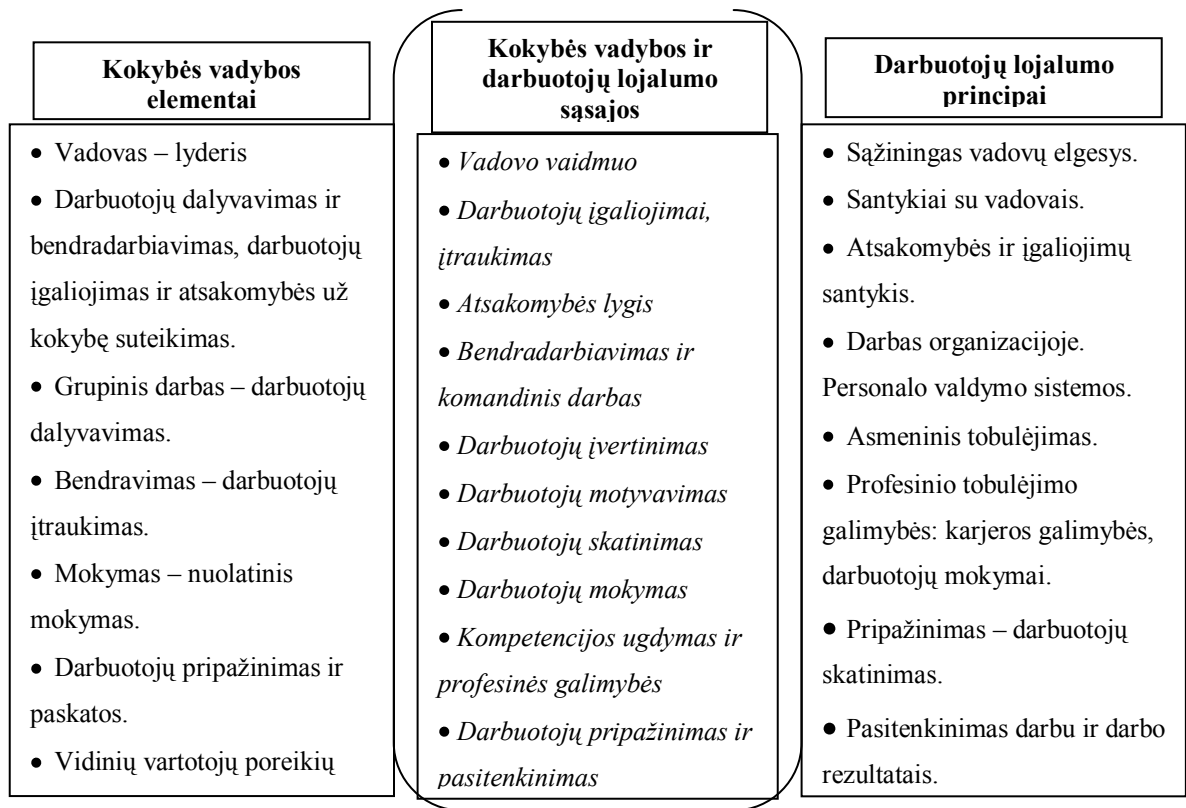 Kokybės vadybos
elementai
• Vadovas – lyderis
• Darbuotojų dalyvavimas ir
bendradarbiavimas, darbuotojų
įgaliojimas ir atsakomybės už
kokybę suteikimas.
• Grupinis darbas – darbuotojų
dalyvavimas.
• Bendravimas – darbuotojų
įtraukimas.
• Mokymas – nuolatinis
mokymas.
• Darbuotojų pripažinimas ir
paskatos.
• Vidinių vartotojų poreikių
Kokybės vadybos ir
darbuotojų lojalumo
sąsajos
• Vadovo vaidmuo
• Darbuotojų įgaliojimai,
įtraukimas
• Atsakomybės lygis
• Bendradarbiavimas ir
komandinis darbas
• Darbuotojų įvertinimas
• Darbuotojų motyvavimas
• Darbuotojų skatinimas
• Darbuotojų mokymas
• Kompetencijos ugdymas ir
profesinės galimybės
• Darbuotojų pripažinimas ir
pasitenkinimas
Darbuotojų lojalumo
principai
• Sąžiningas vadovų elgesys.
• Santykiai su vadovais.
• Atsakomybės ir įgaliojimų
santykis.
• Darbas organizacijoje.
Personalo valdymo sistemos.
• Asmeninis tobulėjimas.
• Profesinio tobulėjimo
galimybės: karjeros galimybės,
darbuotojų mokymai.
• Pripažinimas – darbuotojų
skatinimas.
• Pasitenkinimas darbu ir darbo
rezultatais.